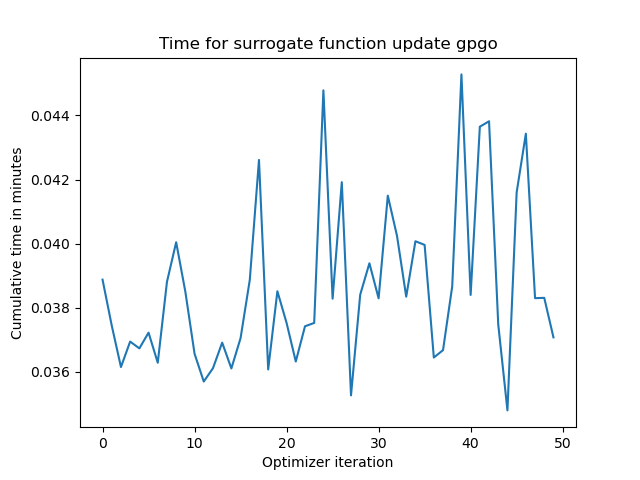 Time for surrogate function update gpgo
Cumulative time in minutes
0.044
0.042
0.040
0.038
0.036
0 10 20 30 40 50
Optimizer iteration